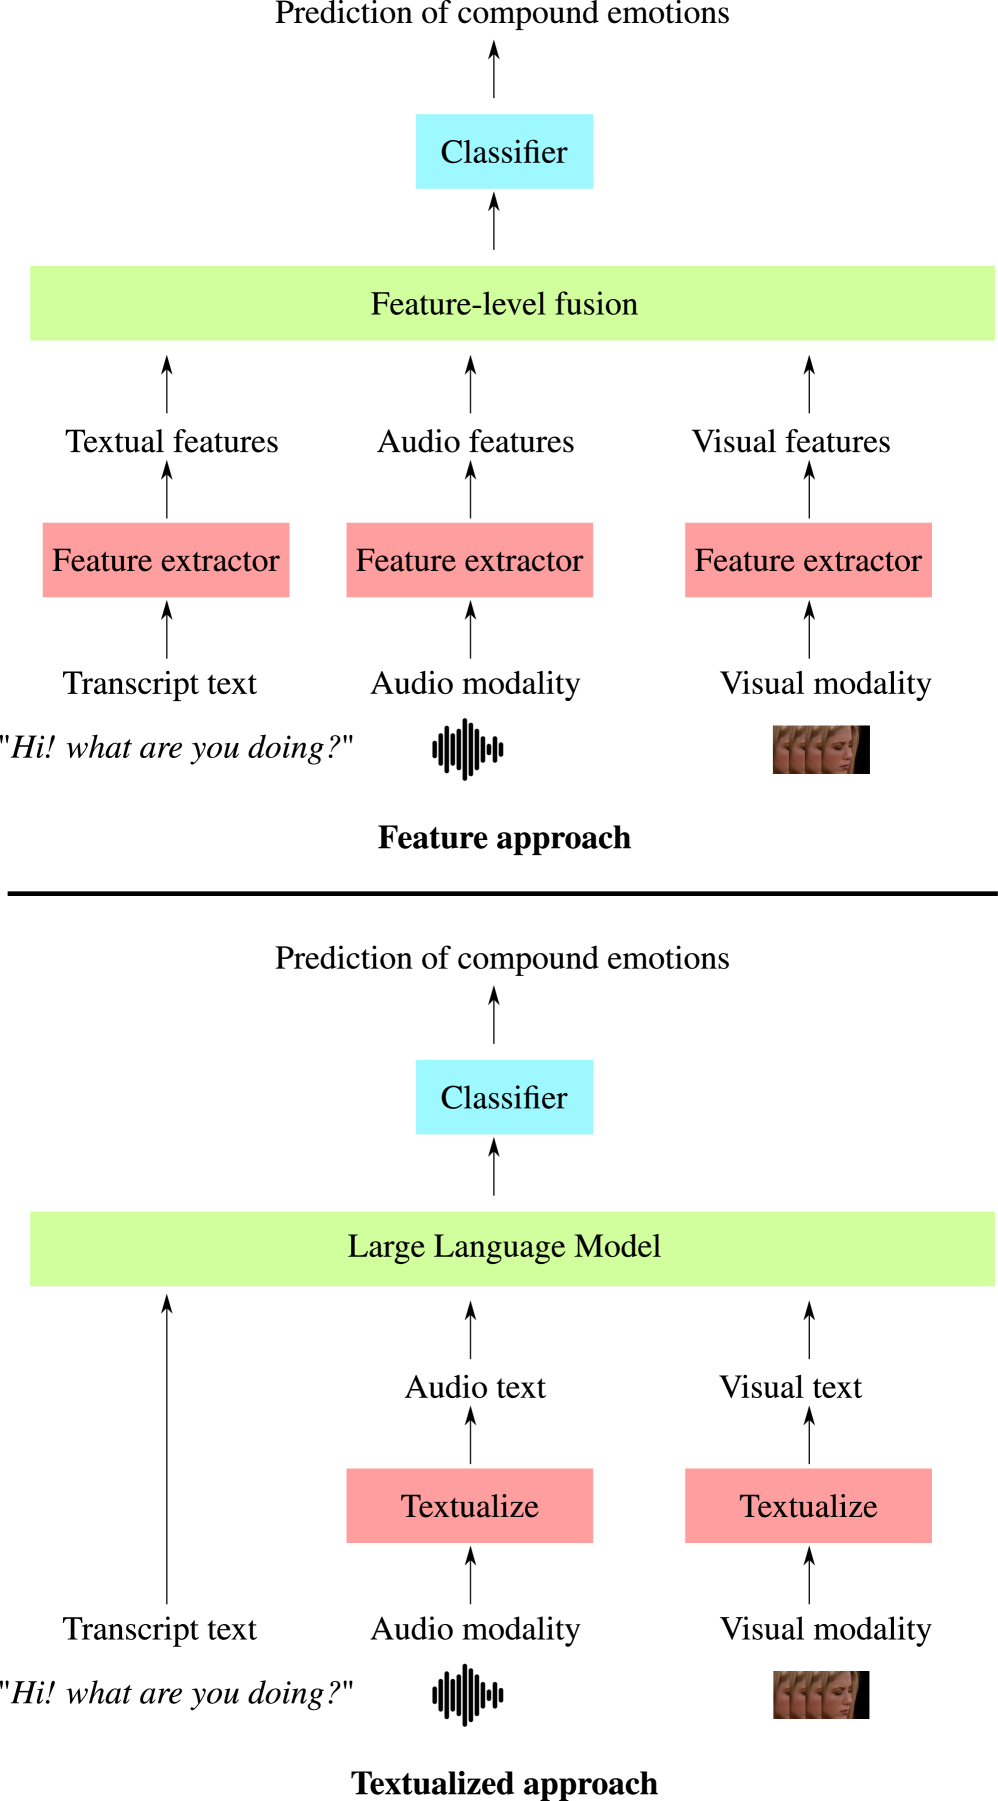 Prediction of compound emotions
Classifier
Feature-level fusion
Textual features Audio features Visual features
Feature extractor Feature extractor Feature extractor
Transcript text Audio modality Visual modality
"Hi! what are you doing?"
Feature approach
Prediction of compound emotions
Classifier
Large Language Model
Audio text Visual text
Textualize Textualize
Transcript text Audio modality Visual modality
"Hi! what are you doing?"
Textualized approach